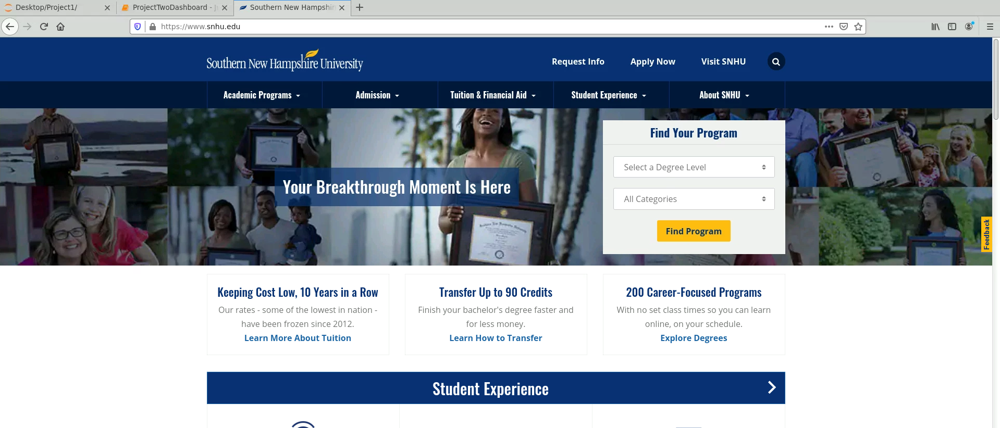 Desktop/Project1/
ProjectTwoDashboard - J
Southern New Hampshir
https://www.snhu.edu
Southern New Hampshire University
Request Info
Apply Now
Visit SNHU
Academic Programs
Admission
Tuition & Financial Aid
Student Experience
About SNHU
Your Breakthrough Moment Is Here
Find Your Program
Select a Degree Level
All Categories
Find Program
Feedback
Keeping Cost Low, 10 Years in a Row
Our rates - some of the lowest in nation -
have been frozen since 2012.
Learn More About Tuition
Transfer Up to 90 Credits
Finish your bachelor's degree faster and
for less money.
Learn How to Transfer
200 Career-Focused Programs
With no set class times so you can learn
online, on your schedule.
Explore Degrees
Student Experience